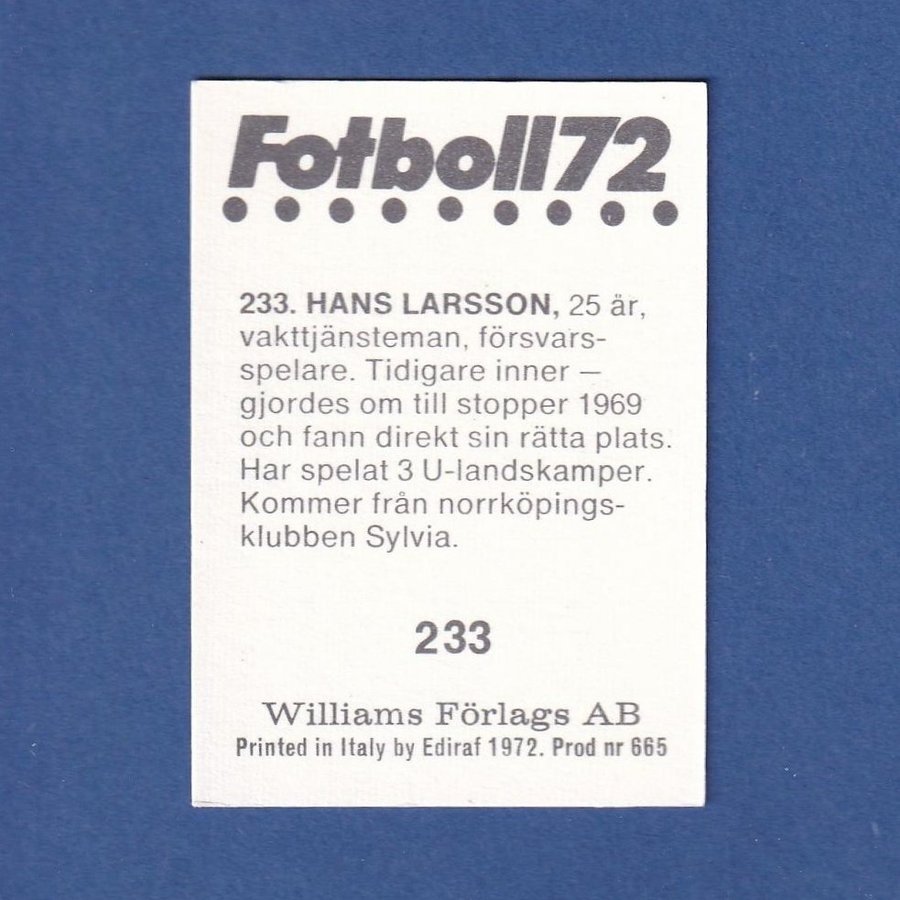 Fotboll72
233. HANS LARSSON, 25 år,
vakttjänsteman, försvars-
spelare. Tidigare inner —
gjordes om till stopper 1969
och fann direkt sin rätta plats.
Har spelat 3 U-landskamper.
Kommer från norrköpings-
klubben Sylvia.
233
Williams Förlags AB
Printed in Italy by Ediraf 1972. Prod nr 665